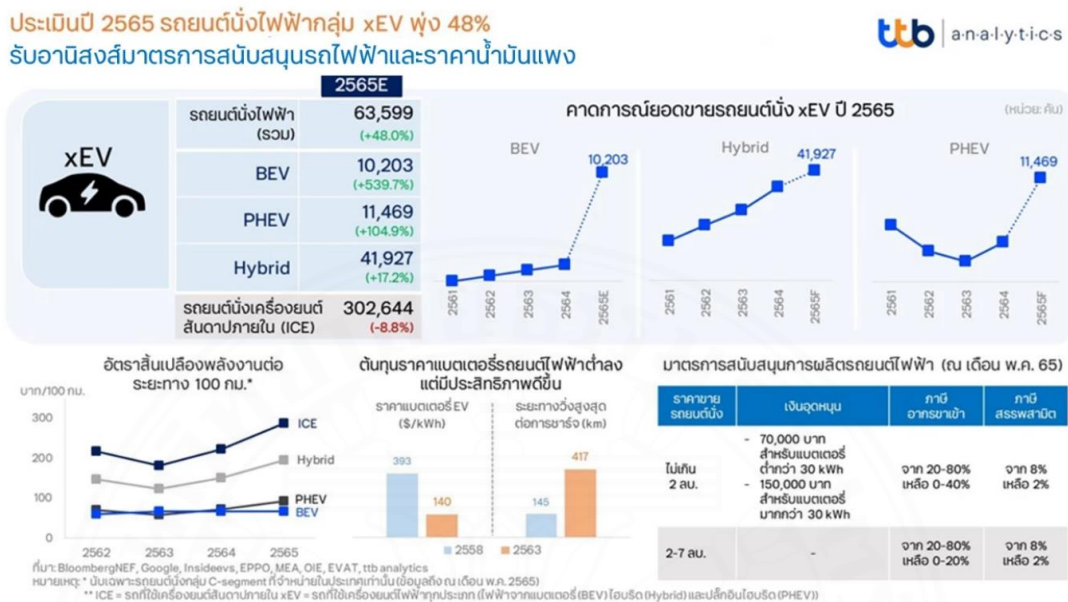 ประเมินปี 2565 รถยนต์นั่งไฟฟ้ากลุ่ม xEV พุ่ง 48%
รับอานิสงส์มาตรการสนับสนุนรถไฟฟ้าและราคาน้ำมันแพง
ttb analytics
2565E
รถยนต์นั่งไฟฟ้า
(รวม)
63,599
(+48.0%)
xEV
BEV
10,203
(+539.7%)
PHEV
11,469
(+104.9%)
Hybrid
41,927
(+17.2%)
รถยนต์นั่งเครื่องยนต์
สันดาปภายใน (ICE)
302,644
(-8.8%)
คาดการณ์ยอดขายรถยนต์นั่ง xEV ปี 2565
(หน่วย: คัน)
BEV
10,203
2561
2562
2563
2564
2565E
Hybrid
41,927
2561
2562
2563
2564
2565F
PHEV
11,469
2561
2562
2563
2564
2565F
อัตราสิ้นเปลืองพลังงานต่อ
ระยะทาง 100 กม.*
บาท/100 กม.
300
200
100
0
ICE
Hybrid
PHEV
BEV
2562
2563
2564
2565
ต้นทุนราคาแบตเตอรี่รถยนต์ไฟฟ้าต่ำลง
แต่มีประสิทธิภาพดีขึ้น
ราคาแบตเตอรี่ EV
($/kWh)
393
140
ระยะทางวิ่งสูงสุด
ต่อการชาร์จ (km)
145
417
2558
2563
มาตรการสนับสนุนการผลิตรถยนต์ไฟฟ้า (ณ เดือน พ.ค. 65)
ราคาขาย
รถยนต์นั่ง
เงินอุดหนุน
ภาษี
อากรขาเข้า
ภาษี
สรรพสามิต
ไม่เกิน
2 ลบ.
- 70,000 บาท
สำหรับแบตเตอรี่
ต่ำกว่า 30 kWh
- 150,000 บาท
สำหรับแบตเตอรี่
มากกว่า 30 kWh
จาก 20-80%
เหลือ 0-40%
จาก 8%
เหลือ 2%
2-7 ลบ.
-
จาก 20-80%
เหลือ 0-20%
จาก 8%
เหลือ 2%
ที่มา: BloombergNEF, Google, Insideevs, EPPO, MEA, OIE, EVAT, ttb analytics
หมายเหตุ: * นับเฉพาะรถยนต์นั่งกลุ่ม C-segment ที่จำหน่ายในประเทศเท่านั้น (ข้อมูลถึง ณ เดือน พ.ค. 2565)
** ICE = รถที่ใช้เครื่องยนต์สันดาปภายใน xEV = รถที่ใช้เครื่องยนต์ไฟฟ้าทุกประเภท (ไฟฟ้าจากแบตเตอรี่ (BEV) ไฮบริด (Hybrid) และปลั๊กอินไฮบริด (PHEV))